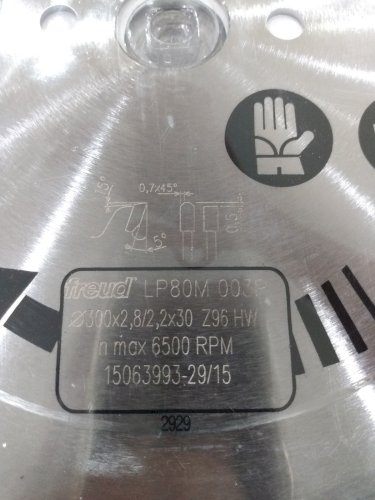 0,7X45°
5°
0,3
freud LP80M 003P
Ø300x2,8/2,2x30 Z96 HW
n max 6500 RPM
15063993-29/15
2929